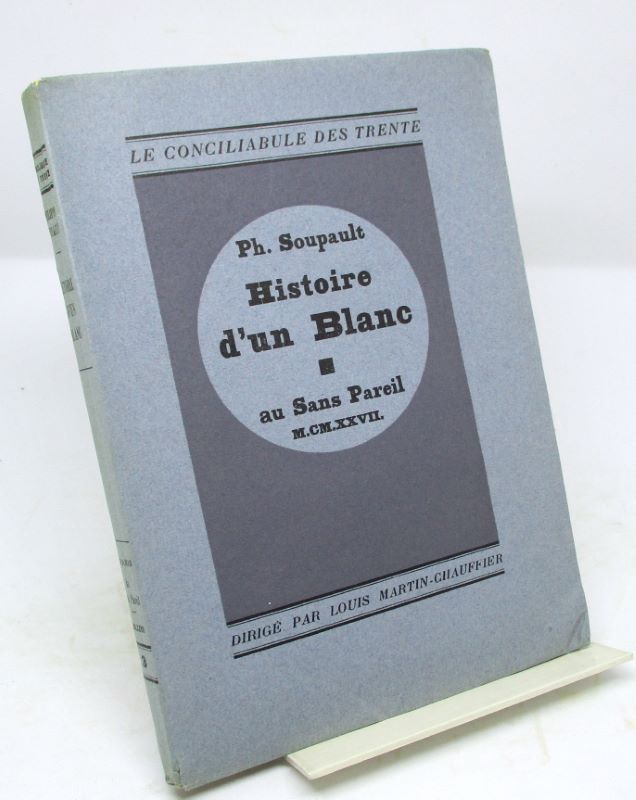 LE CONCILIABULE DES TRENTE
Ph. Soupault
Histoire
d'un Blanc
au Sans Pareil
M.CM.XXVII.
DIRIGÉ PAR LOUIS MARTIN-CHAUFFIER